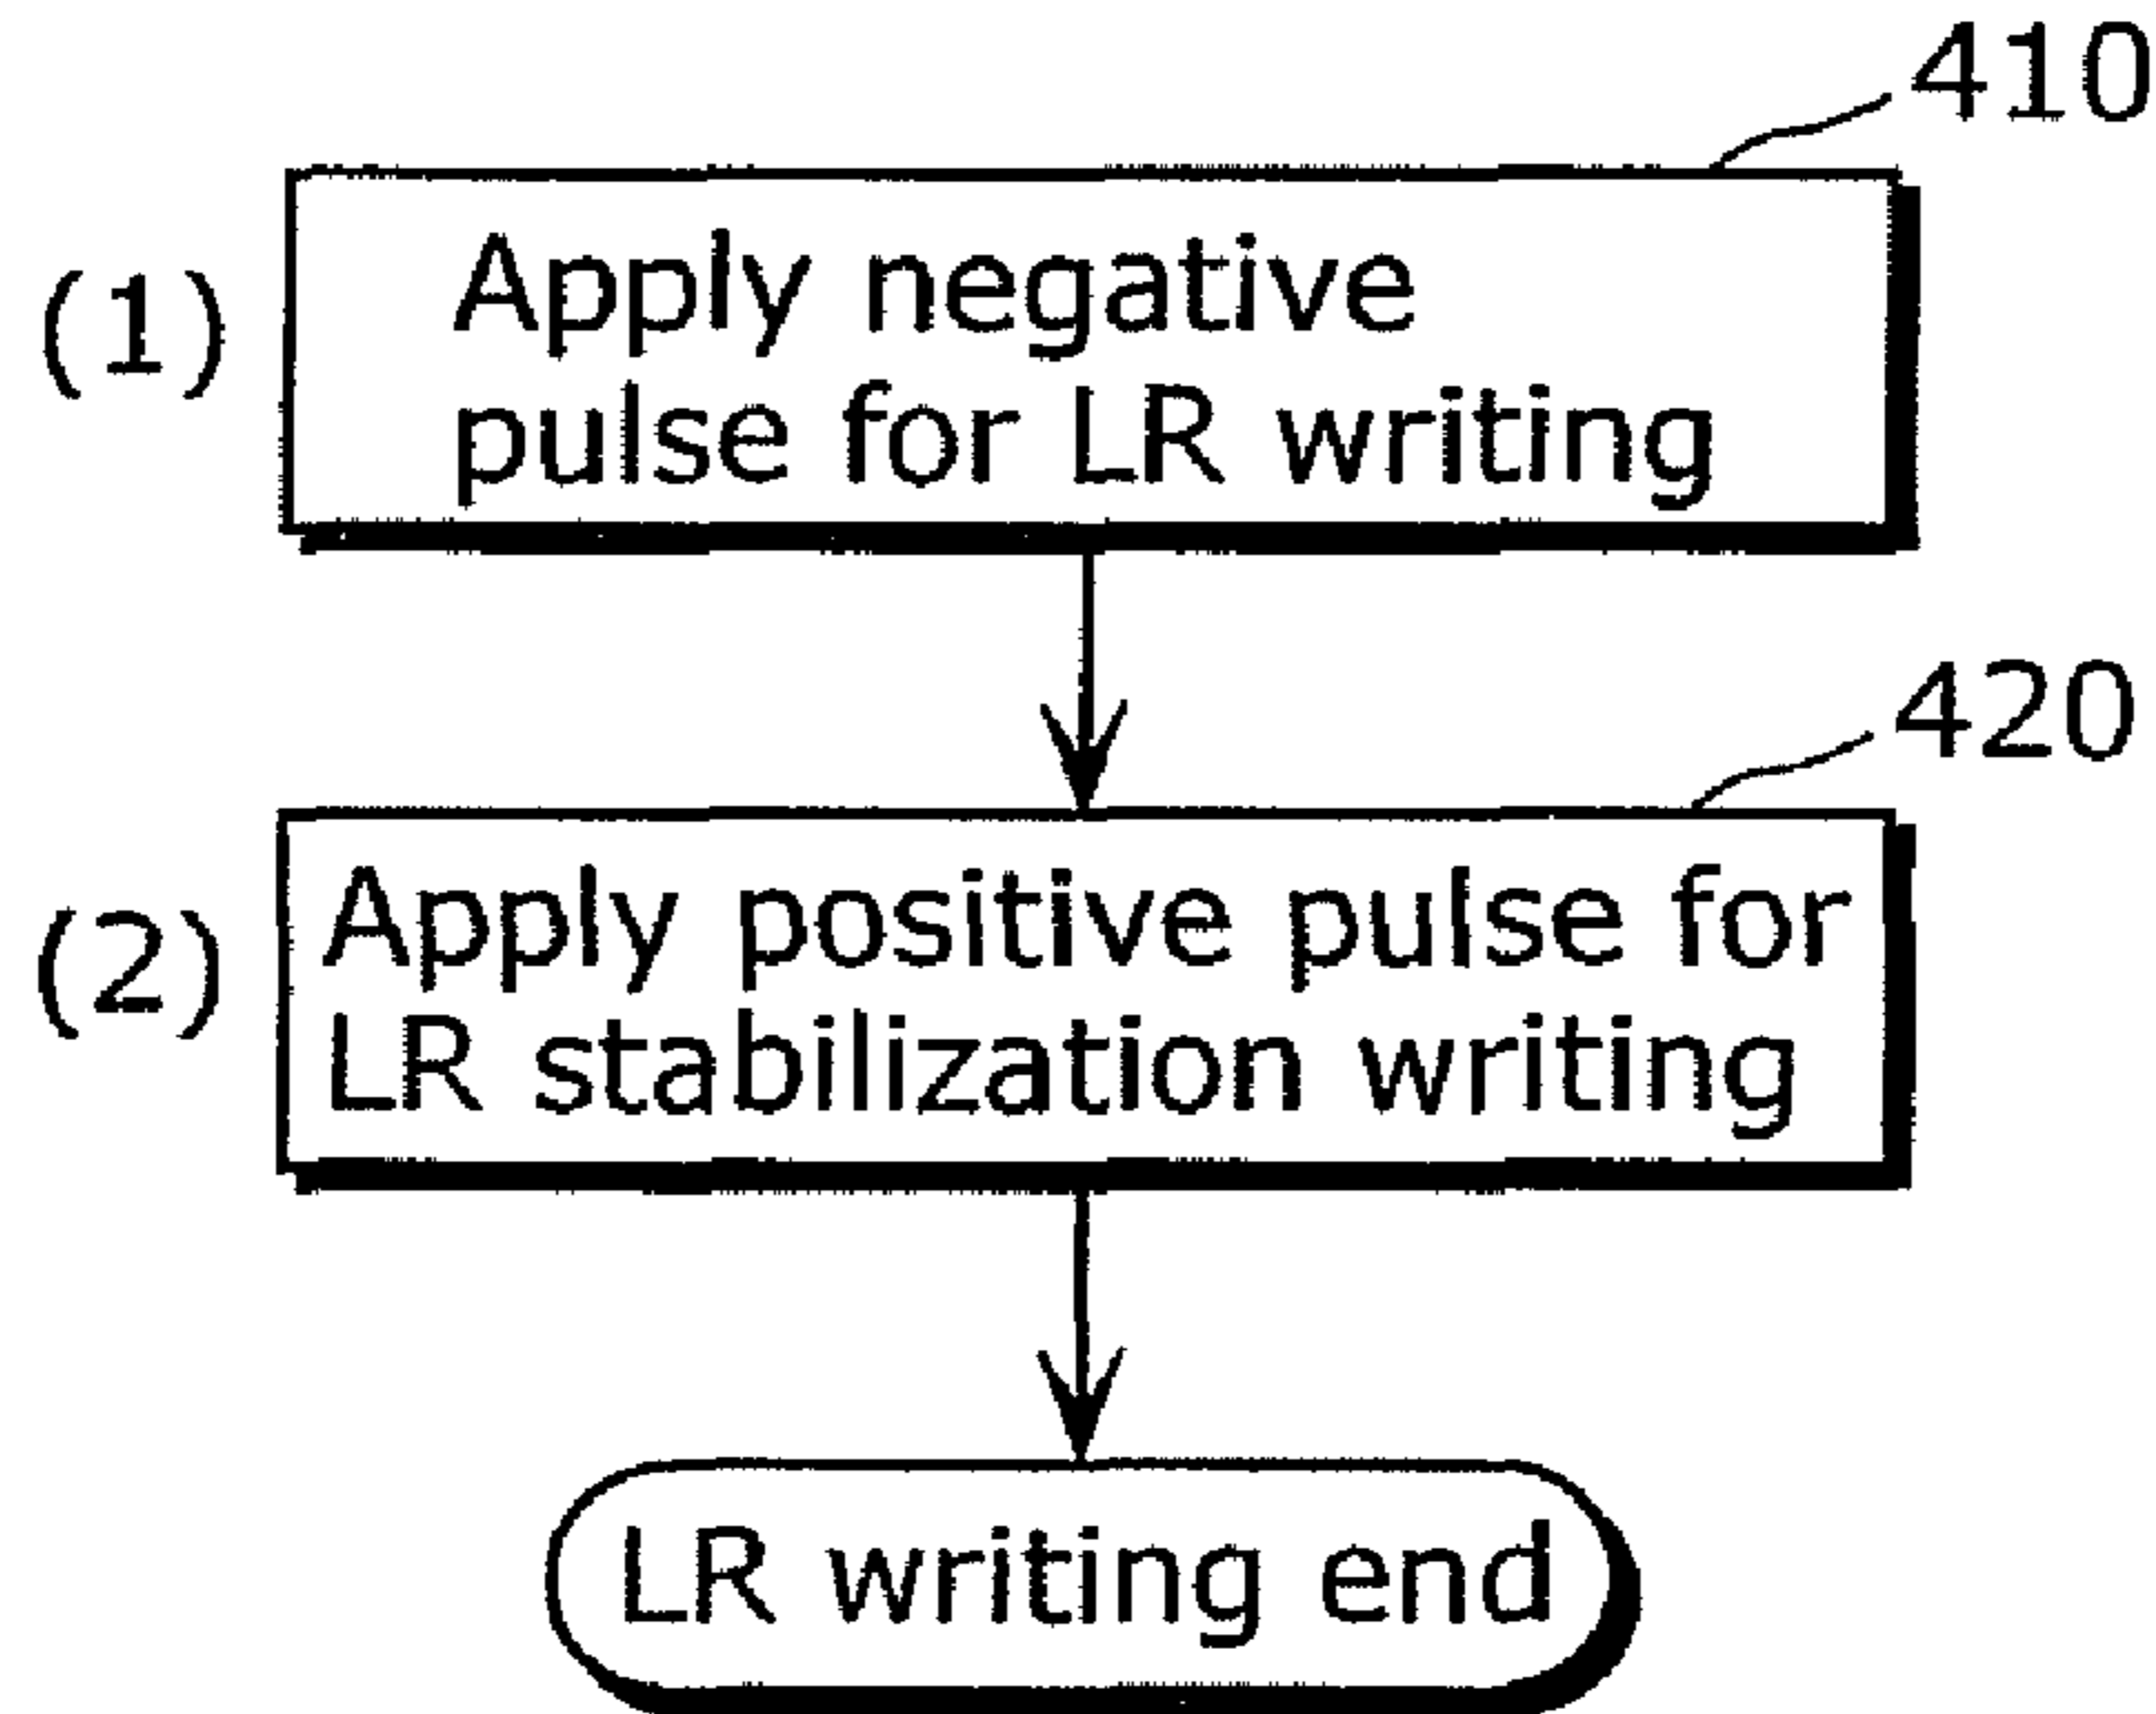 410
(1)
Apply negative
pulse for LR writing
420
(2)
Apply positive pulse for
LR stabilization writing
LR writing end